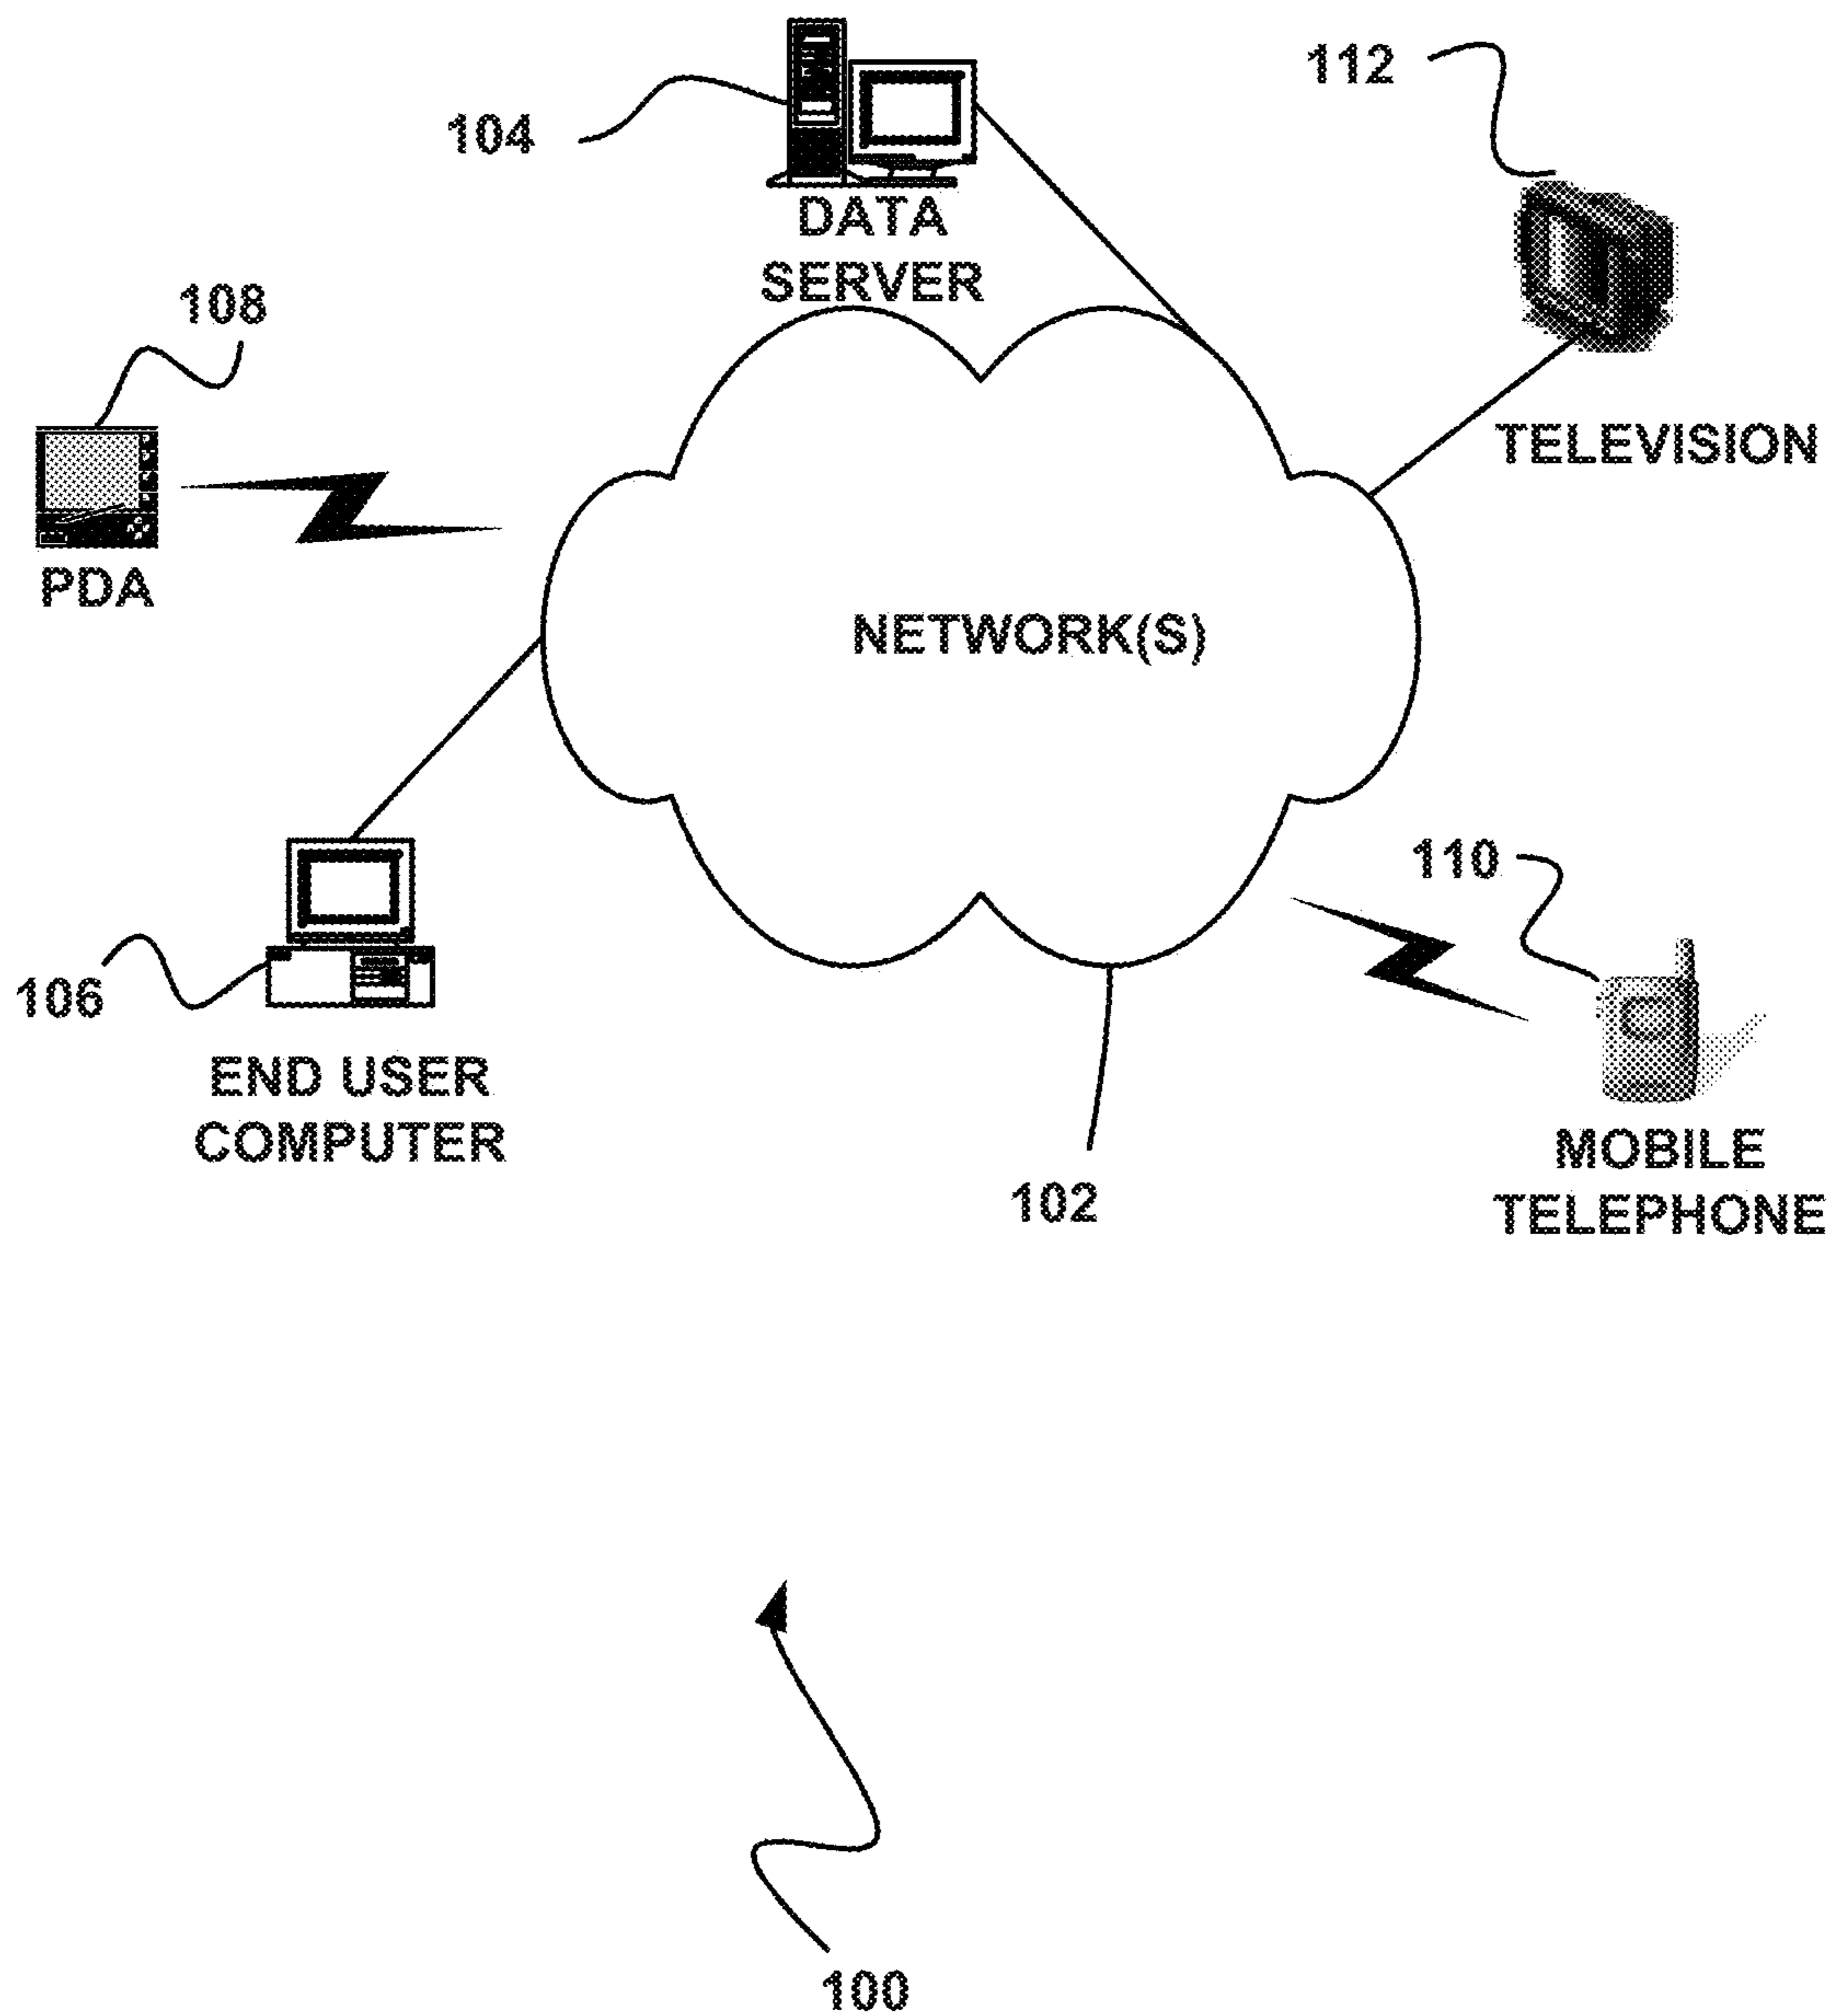 112
104
DATA
SERVER
108
TELEVISION
PDA
NETWORK(S)
110
106
END USER
COMPUTER
102
MOBILE
TELEPHONE
100